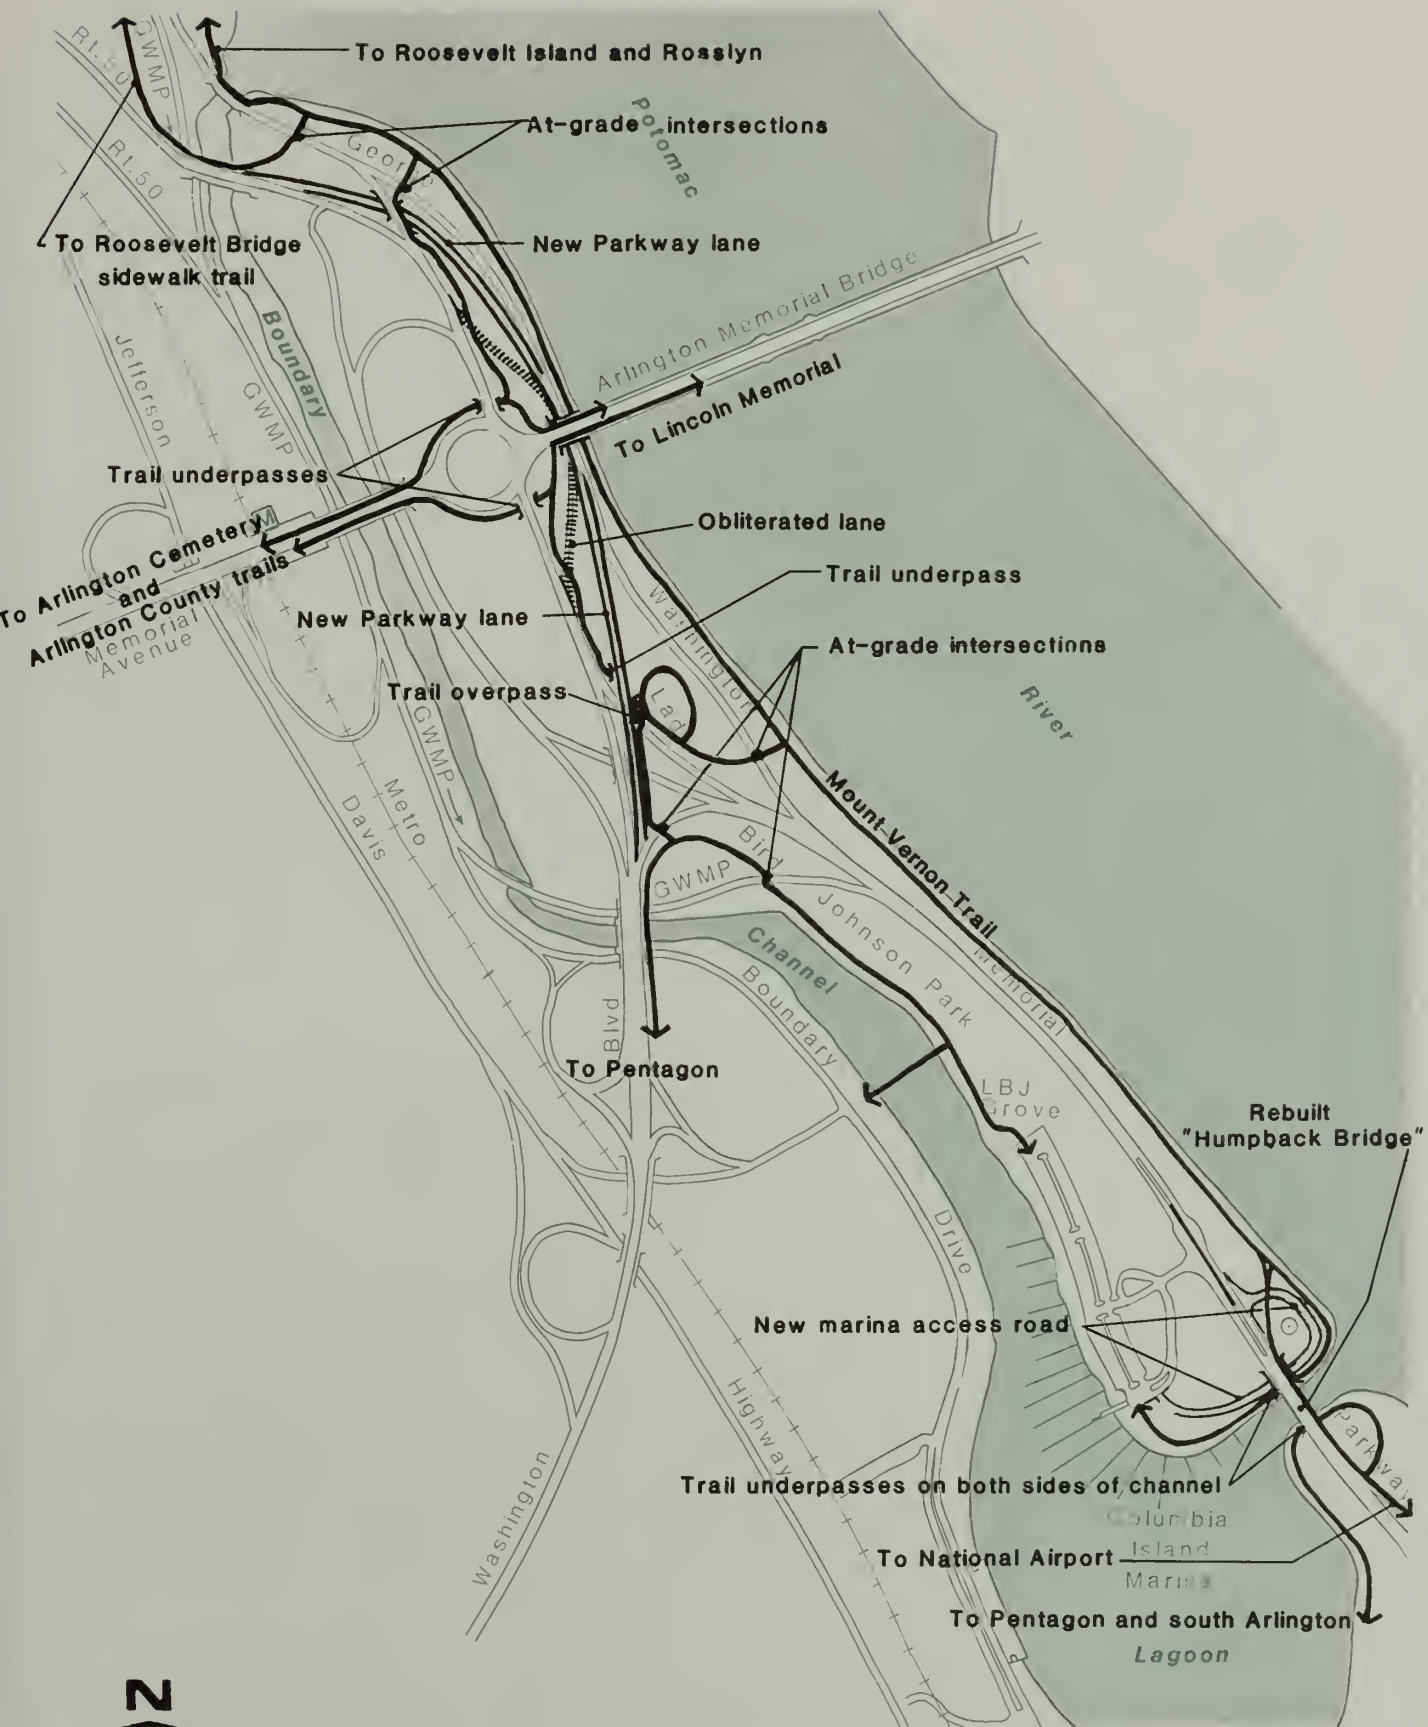 Rt. 50
GWMP
To Roosevelt Island and Rosslyn
Potomac
At-grade intersections
Rt. 50
George
To Roosevelt Bridge
sidewalk trail
New Parkway lane
Arlington Memorial Bridge
Boundary
Jefferson
GWMP
To Lincoln Memorial
Trail underpasses
M
Obliterated lane
To Arlington Cemetery
and
Arlington County trails
Memorial
Avenue
Trail underpass
New Parkway lane
Washington
At-grade intersections
Trail overpass
Lady
River
GWMP
Metro
Davis
Mount Vernon Trail
Bird
GWMP
Johnson Park
Channel
Memorial
Boundary
Blvd
To Pentagon
LBJ
Grove
Rebuilt
"Humpback Bridge"
Drive
New marina access road
Highway
Parkway
Trail underpasses on both sides of channel
Washington
Columbia
Island
Marina
To National Airport
To Pentagon and south Arlington
Lagoon
N